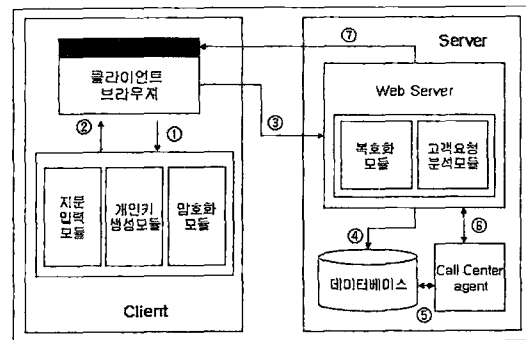 Server
⑦
클라이언트
브라우저
Web Server
③
②
①
복호화
모듈
고객요청
분석모듈
지문
입력
모듈
개인키
생성모듈
암호화
모듈
④
⑥
데이터베이스
Call Center
agent
⑤
Client